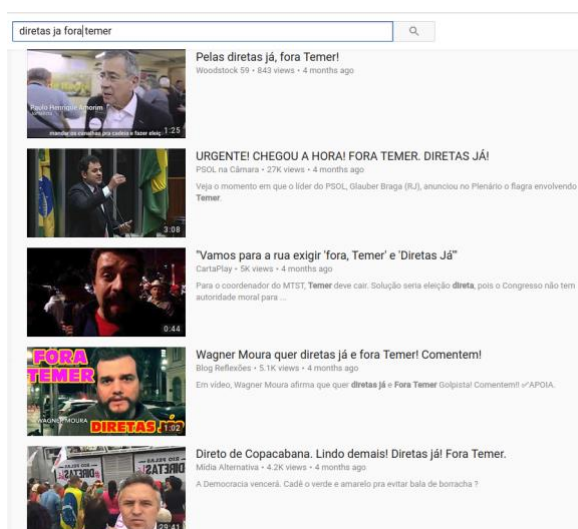 diretas ja fora temer
Pelas diretas já, fora Temer!
Woodstock 59 • 843 views • 4 months ago
Paulo Henrique Amorim
mandar os canalhas pra cadeia e fazer eleiç
1:25
URGENTE! CHEGOU A HORA! FORA TEMER. DIRETAS JÁ!
PSOL na Câmara • 27K views • 4 months ago
Veja o momento em que o líder do PSOL, Glauber Braga (RJ), anunciou no Plenário o flagra envolvendo
Temer.
3:08
"Vamos para a rua exigir 'fora, Temer' e 'Diretas Já'"
CartaPlay • 5K views • 4 months ago
Para o coordenador do MTST, Temer deve cair. Solução seria eleição direta, pois o Congresso não tem
autoridade moral para ...
0:44
Wagner Moura quer diretas já e fora Temer! Comentem!
Blog Reflexões • 5.1K views • 4 months ago
Em vídeo, Wagner Moura afirma que quer diretas já e Fora Temer Golpista! Comentem!! ✅APOIA.
FORA
TEMER
WAGNER MOURA
DIRETAS JÁ
1:02
Direto de Copacabana. Lindo demais! Diretas já! Fora Temer.
Mídia Alternativa • 4.2K views • 4 months ago
A Democracia vencerá. Cadê o verde e amarelo pra evitar bala de borracha ?
DIRETAS
29:41